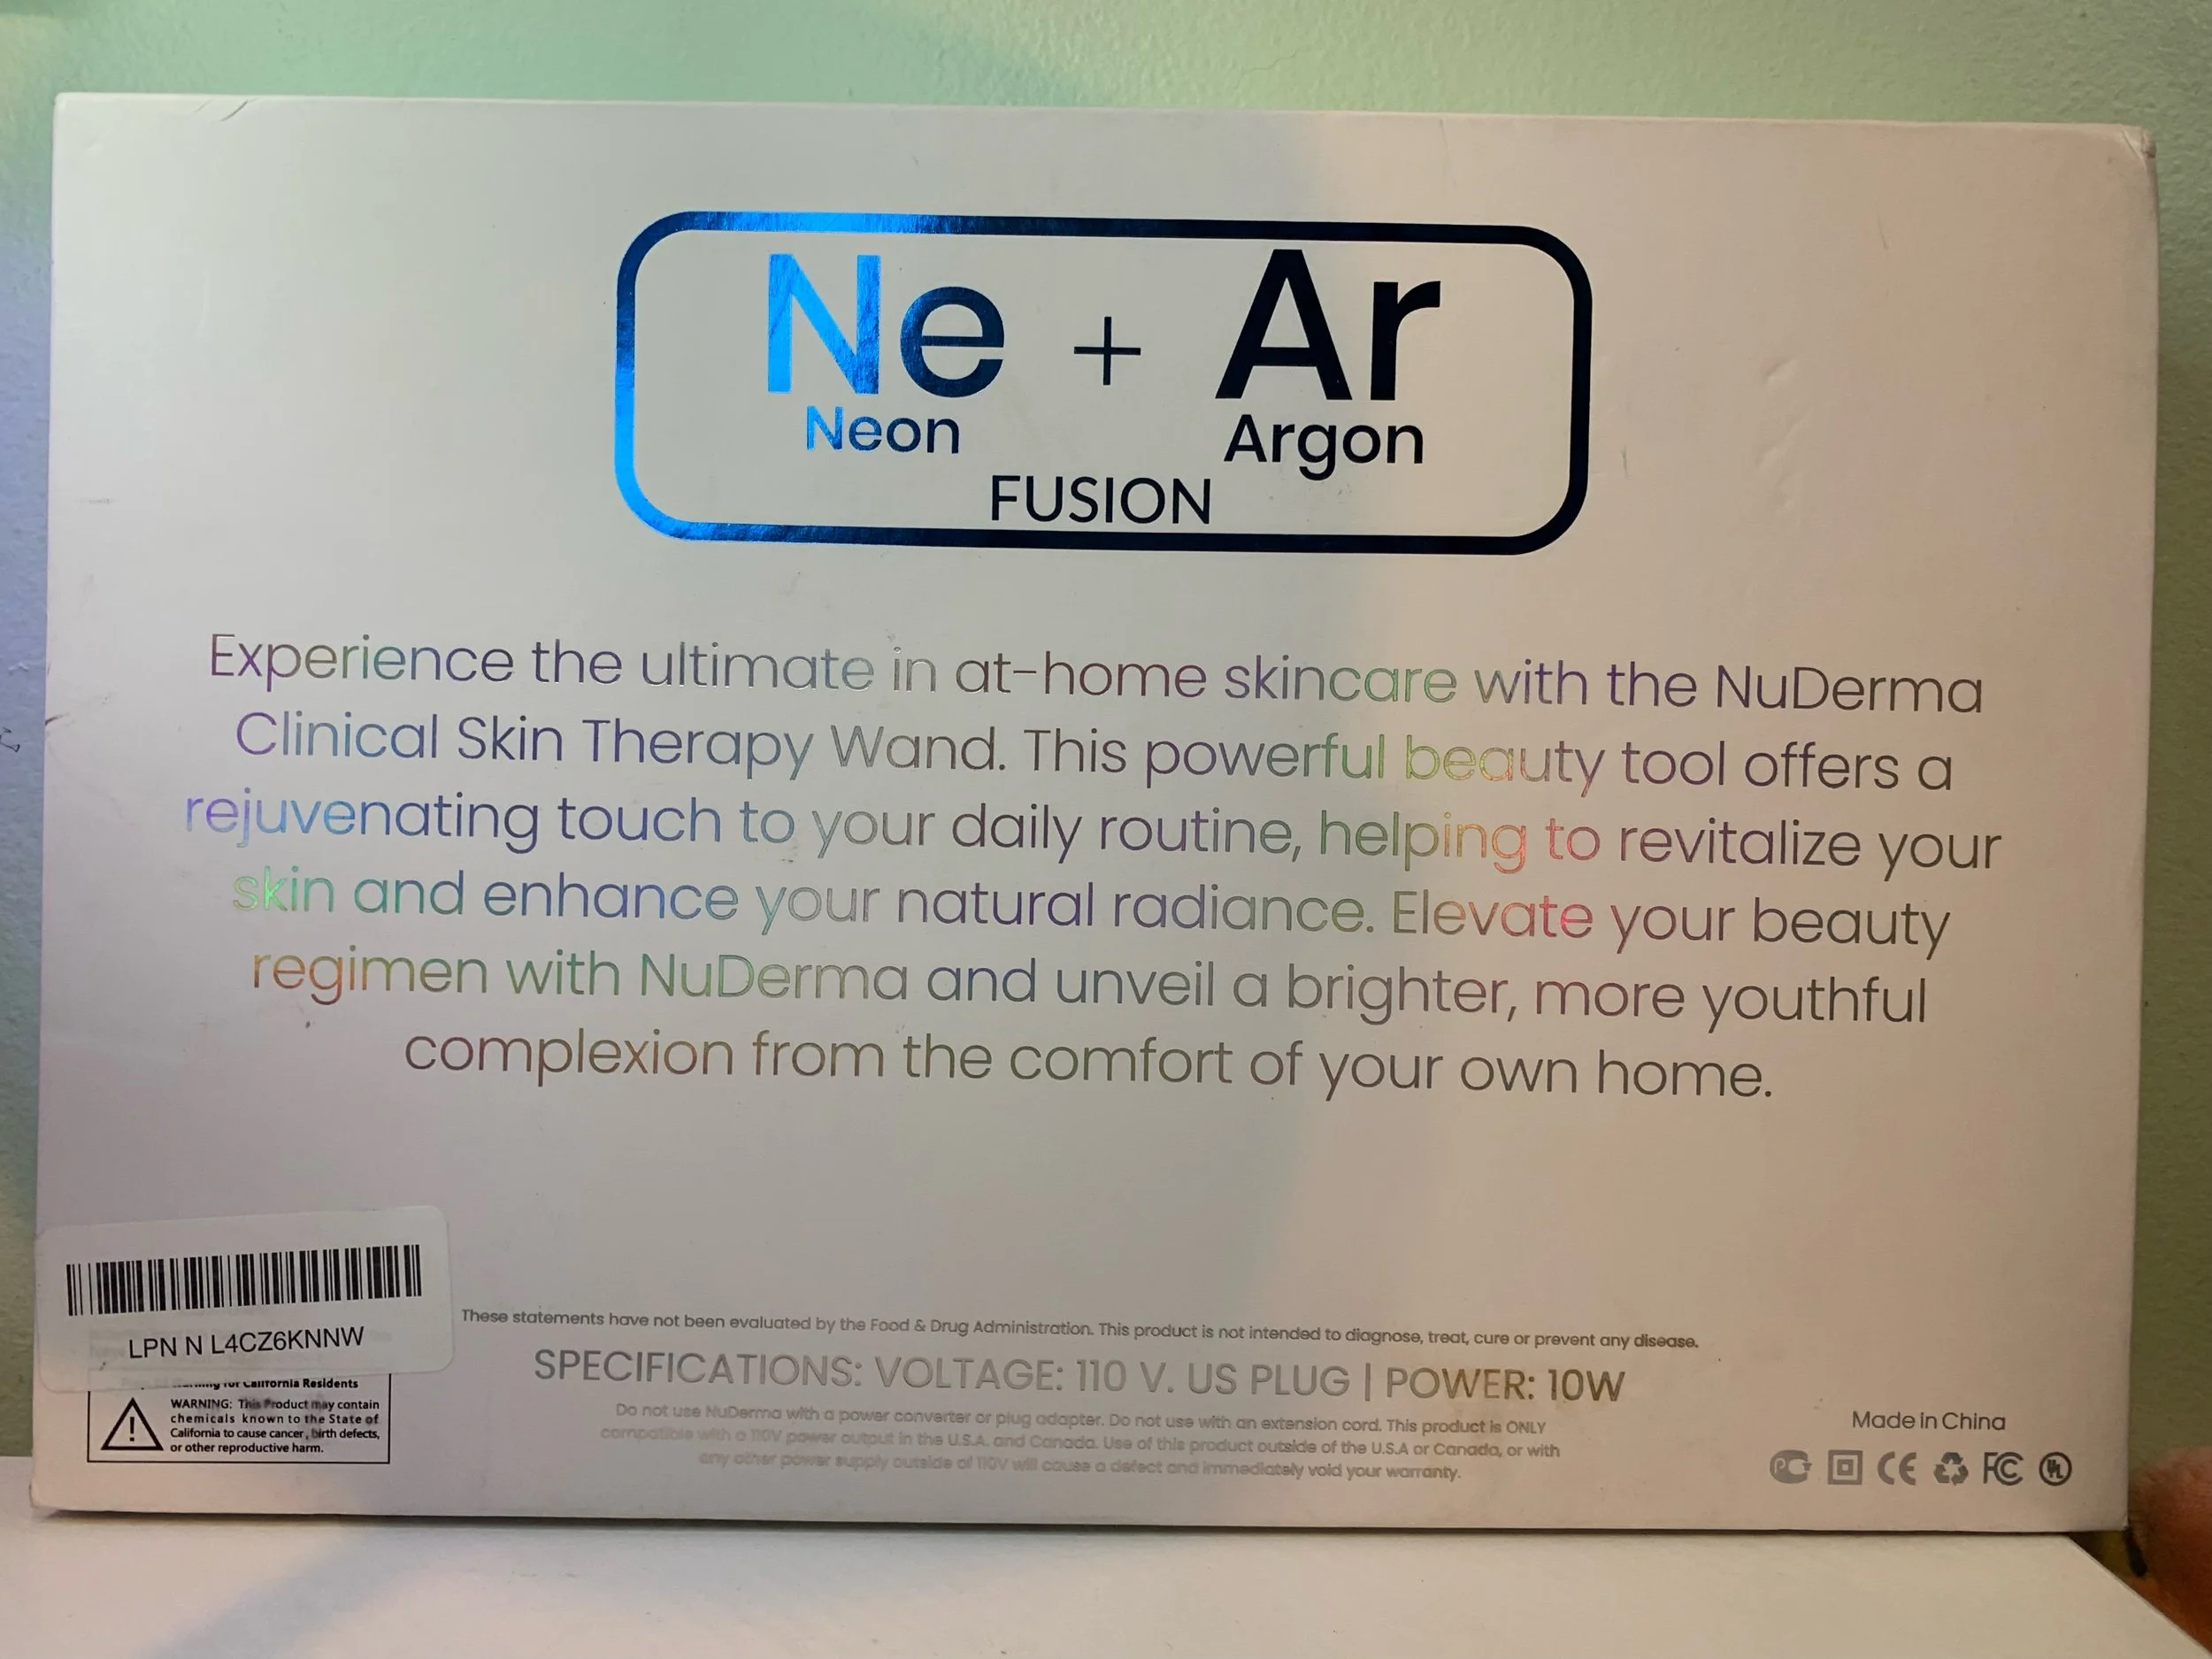 Ne + Ar
Neon Argon
FUSION
Experience the ultimate in at-home skincare with the NuDerma
Clinical Skin Therapy Wand. This powerful beauty tool offers a
rejuvenating touch to your daily routine, helping to revitalize your
skin and enhance your natural radiance. Elevate your beauty
regimen with NuDerma and unveil a brighter, more youthful
complexion from the comfort of your own home.
LPN N L4CZ6KNNW
for California Residents
WARNING: This Product may contain
chemicals known to the State of
California to cause cancer, birth defects,
or other reproductive harm.
These statements have not been evaluated by the Food & Drug Administration. This product is not intended to diagnose, treat, cure or prevent any disease.
SPECIFICATIONS: VOLTAGE: 110 V. US PLUG | POWER: 10W
Do not use NuDerma with a power converter or plug adapter. Do not use with an extension cord. This product is ONLY
compatible with a 110V power output in the U.S.A. and Canada. Use of this product outside of the U.S.A or Canada, or with
any other power supply outside of 110V will cause a defect and immediately void your warranty.
Made in China
PC CE FC UL